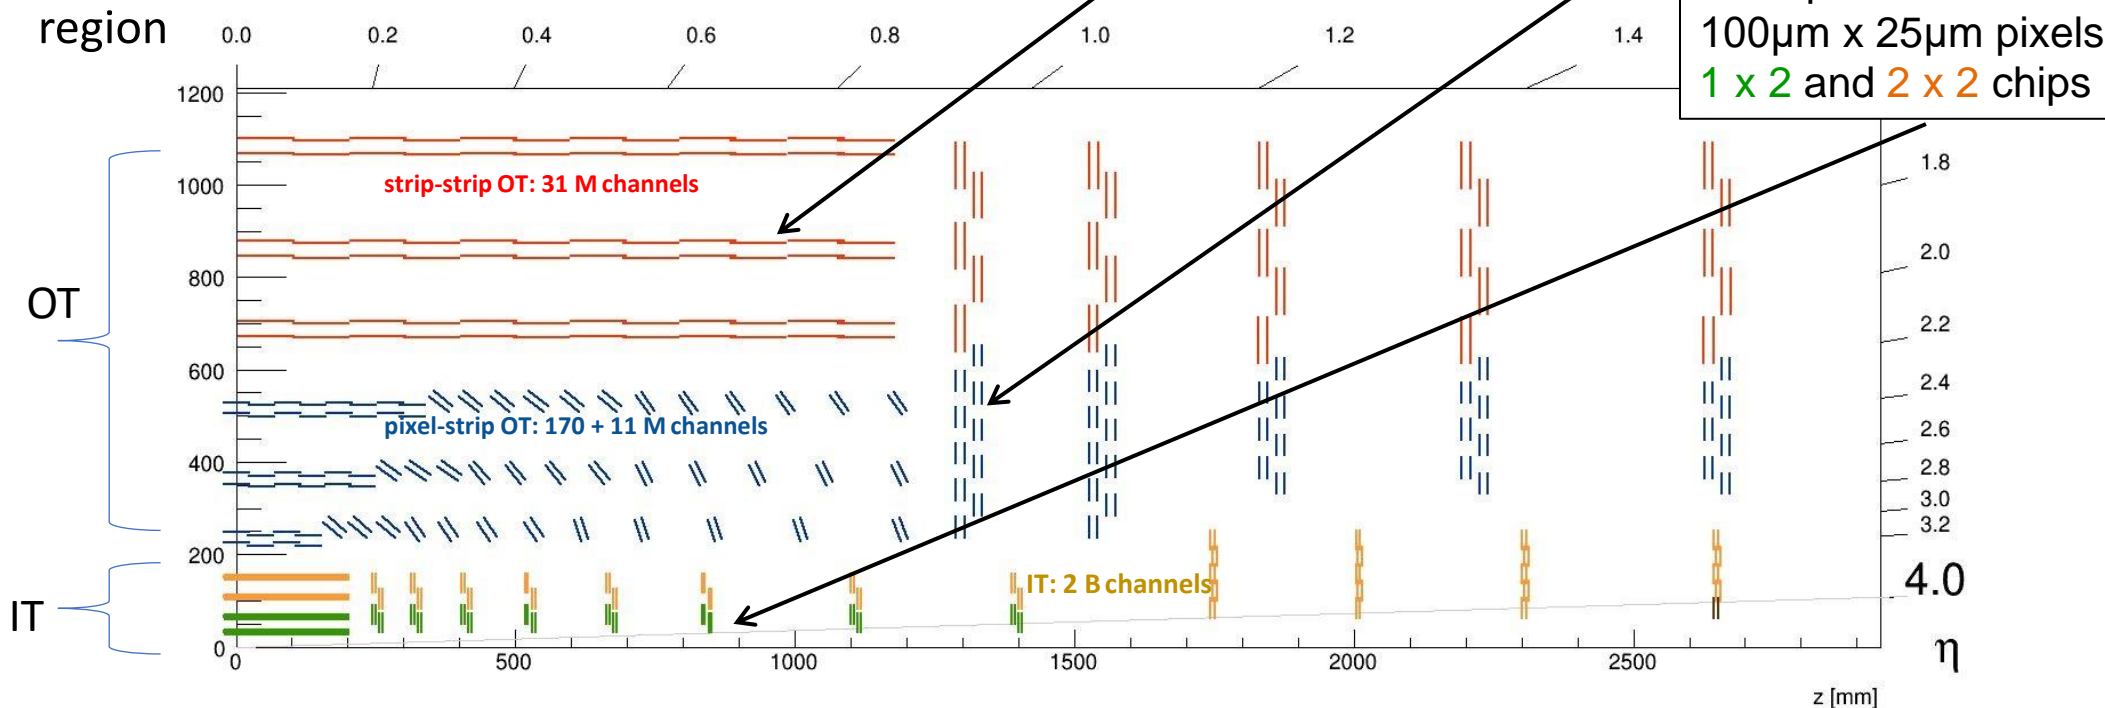 region
0.0 0.2 0.4 0.6 0.8 1.0 1.2 1.4
100µm x 25µm pixels
1 x 2 and 2 x 2 chips
1200
1000
800
600
400
200
0
OT
IT
strip-strip OT: 31 M channels
pixel-strip OT: 170 + 11 M channels
IT: 2 B channels
1.8
2.0
2.2
2.4
2.6
2.8
3.0
3.2
4.0
η
0 500 1000 1500 2000 2500
z [mm]